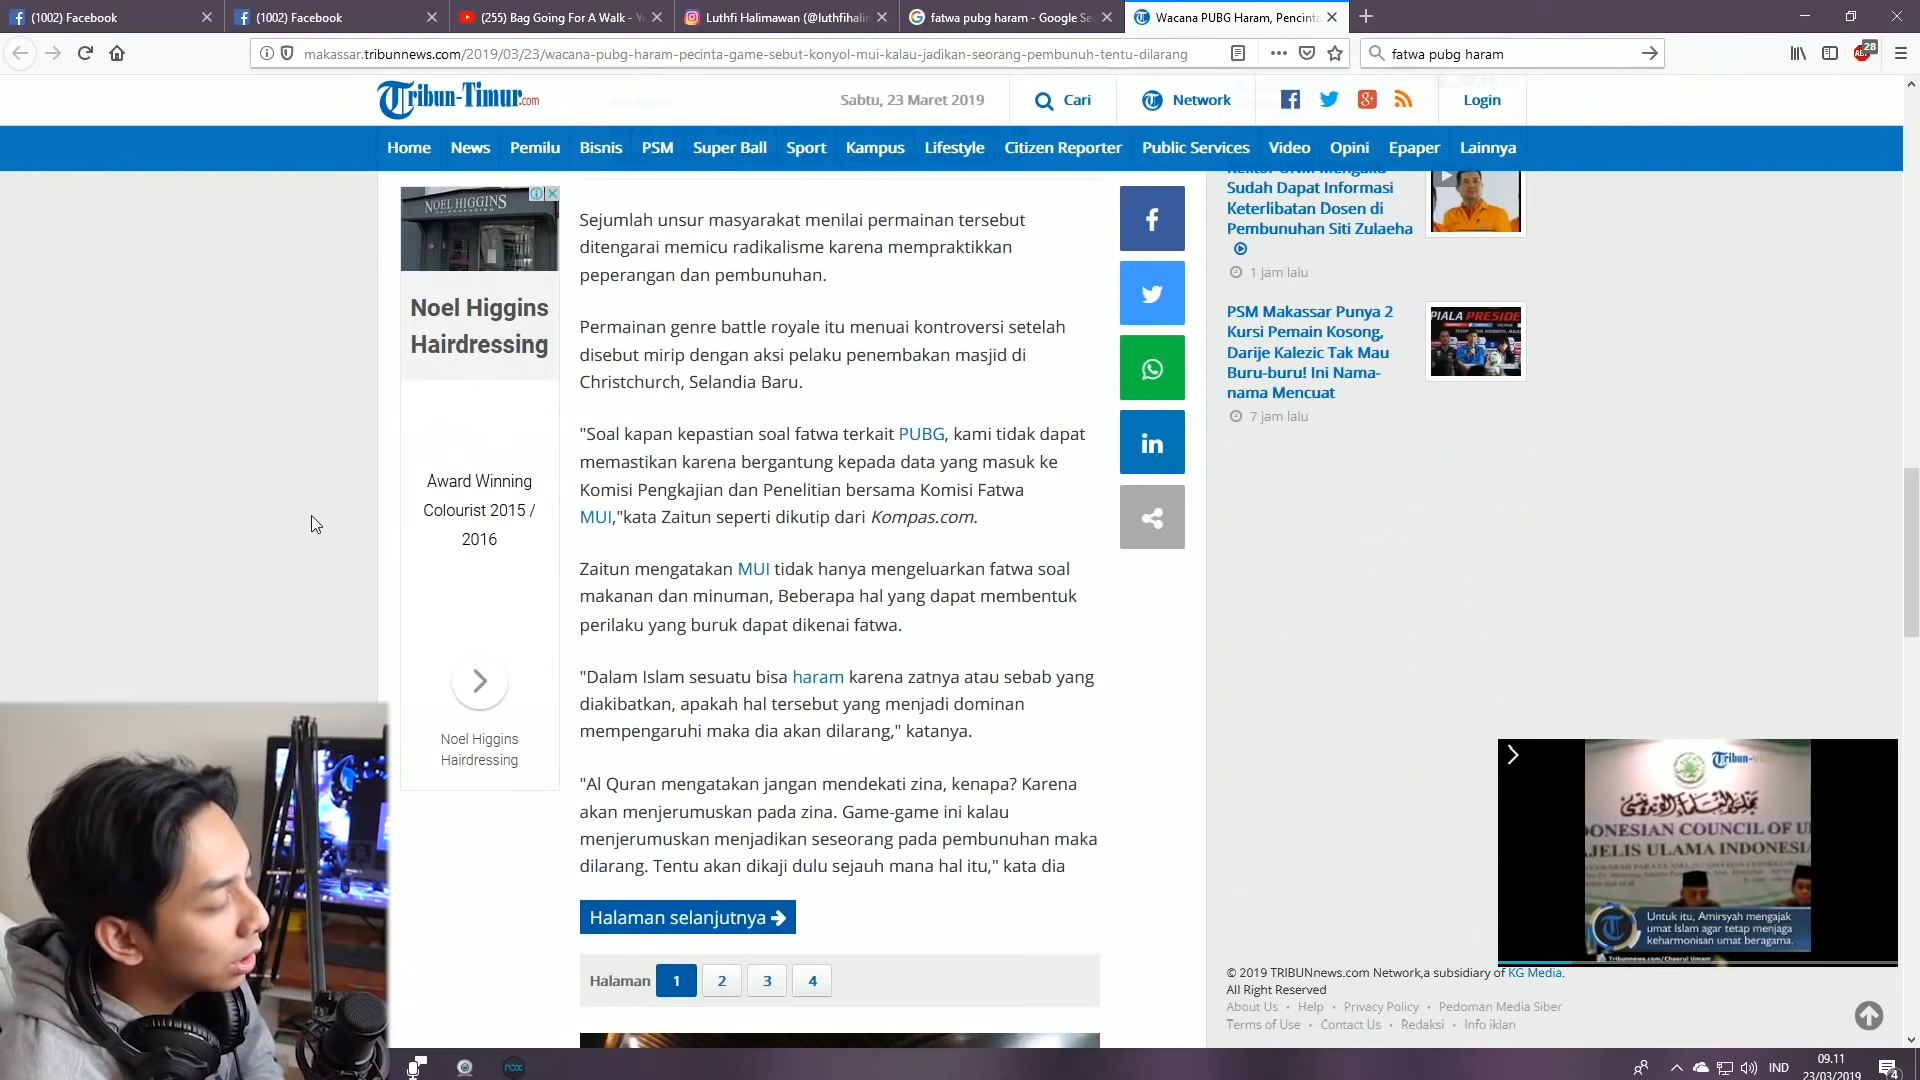 (1002) Facebook
(1002) Facebook
(255) Bag Going For A Walk - Y
Luthfi Halimawan (@luthfihalim
fatwa pubg haram - Google Se
Wacana PUBG Haram, Pencinta
makassar.tribunnews.com/2019/03/23/wacana-pubg-haram-pecinta-game-sebut-konyol-mui-kalau-jadikan-seorang-pembunuh-tentu-dilarang
fatwa pubg haram
28
Tribun-Timur.com
Sabtu, 23 Maret 2019
Cari
Network
Login
Home
News
Pemilu
Bisnis
PSM
Super Ball
Sport
Kampus
Lifestyle
Citizen Reporter
Public Services
Video
Opini
Epaper
Lainnya
NOEL HIGGINS
Noel Higgins
Hairdressing
Award Winning
Colourist 2015 /
2016
Noel Higgins
Hairdressing
Sejumlah unsur masyarakat menilai permainan tersebut
ditengarai memicu radikalisme karena mempraktikkan
peperangan dan pembunuhan.
Permainan genre battle royale itu menuai kontroversi setelah
disebut mirip dengan aksi pelaku penembakan masjid di
Christchurch, Selandia Baru.
"Soal kapan kepastian soal fatwa terkait PUBG, kami tidak dapat
memastikan karena bergantung kepada data yang masuk ke
Komisi Pengkajian dan Penelitian bersama Komisi Fatwa
MUI,"kata Zaitun seperti dikutip dari Kompas.com.
Zaitun mengatakan MUI tidak hanya mengeluarkan fatwa soal
makanan dan minuman, Beberapa hal yang dapat membentuk
perilaku yang buruk dapat dikenai fatwa.
"Dalam Islam sesuatu bisa haram karena zatnya atau sebab yang
diakibatkan, apakah hal tersebut yang menjadi dominan
mempengaruhi maka dia akan dilarang," katanya.
"Al Quran mengatakan jangan mendekati zina, kenapa? Karena
akan menjerumuskan pada zina. Game-game ini kalau
menjerumuskan menjadikan seseorang pada pembunuhan maka
dilarang. Tentu akan dikaji dulu sejauh mana hal itu," kata dia
Halaman selanjutnya
Halaman 1 2 3 4
Rektor UNM Mengaku
Sudah Dapat Informasi
Keterlibatan Dosen di
Pembunuhan Siti Zulaeha
1 jam lalu
PSM Makassar Punya 2
Kursi Pemain Kosong,
Darije Kalezic Tak Mau
Buru-buru! Ini Nama-
nama Mencuat
7 jam lalu
PIALA PRESIDE
Tribun-
DONESIAN COUNCIL OF U
AJELIS ULAMA INDONESIA
Untuk itu, Amirsyah mengajak
umat Islam agar tetap menjaga
keharmonisan umat beragama.
Tribunnews.com/Chaerul Umam
© 2019 TRIBUNnews.com Network,a subsidiary of KG Media.
All Right Reserved
About Us • Help • Privacy Policy • Pedoman Media Siber
Terms of Use • Contact Us • Redaksi • Info iklan
nox
IND
09.11
23/03/2019
4